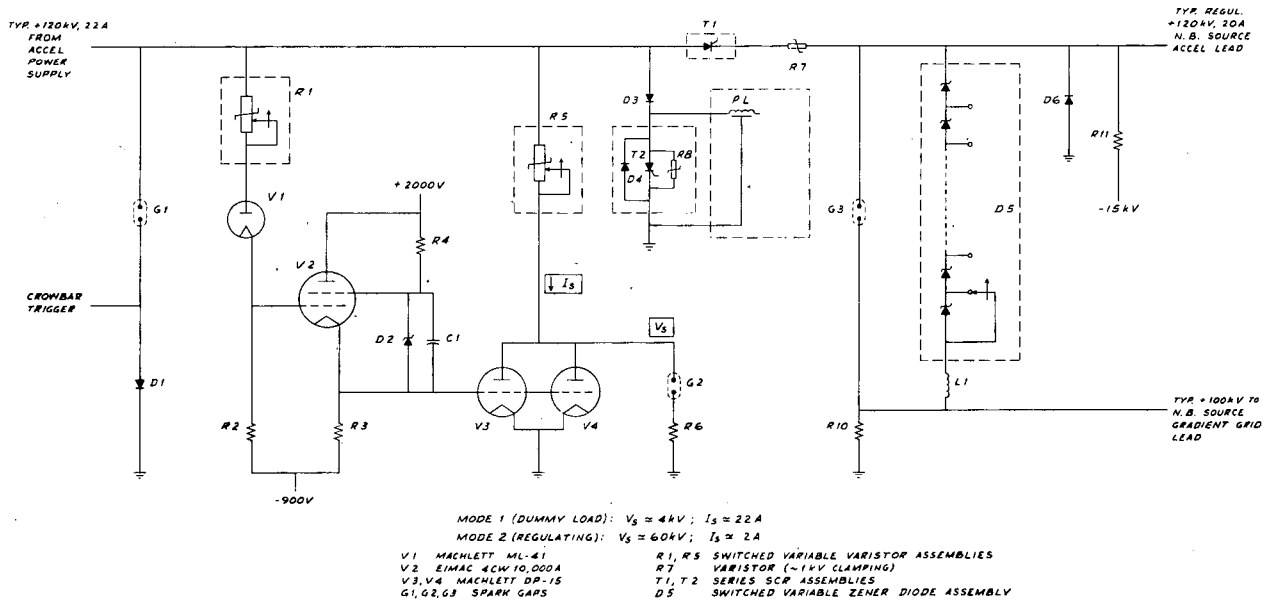 TYP. +120kV, 22A
FROM
ACCEL
POWER
SUPPLY
T1
TYP. REGUL.
+120kV, 20A
N.B. SOURCE
ACCEL LEAD
R7
R1
R5
D3
PL
D6
R11
T2
RB
D4
G1
V1
+2000V
G3
D5
-15kV
V2
R4
CROWBAR
TRIGGER
Is
D2
C1
Vs
D1
G2
L1
TYP. +100kV TO
N.B. SOURCE
GRADIENT GRID
LEAD
R2
R3
V3
V4
R6
R10
-900V
MODE 1 (DUMMY LOAD): Vs ≈ 4kV ; Is ≈ 22A
MODE 2 (REGULATING): Vs ≈ 60kV ; Is ≈ 2A
V1 MACHLETT ML-41
V2 EIMAC 4CW10,000A
V3,V4 MACHLETT DP-15
G1,G2,G3 SPARK GAPS
R1, R5 SWITCHED VARIABLE VARISTOR ASSEMBLIES
R7 VARISTOR (~1kV CLAMPING)
T1, T2 SERIES SCR ASSEMBLIES
D5 SWITCHED VARIABLE ZENER DIODE ASSEMBLY